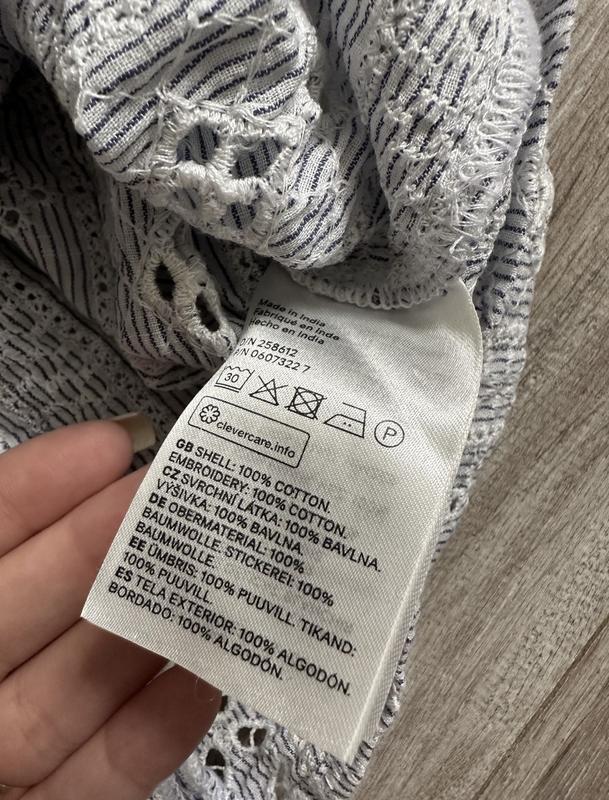 Made in India
Fabriqué en Inde
Hecho en India
O/N 258612
P/N 0607322 7
30
P
clevercare.info
GB SHELL: 100% COTTON.
EMBROIDERY: 100% COTTON.
CZ SVRCHNÍ LÁTKA: 100% BAVLNA.
VÝŠIVKA: 100% BAVLNA
DE OBERMATERIAL: 100%
BAUMWOLLE. STICKEREI: 100%
BAUMWOLLE
EE ÜMBRIS: 100% PUUVILL. TIKAND:
100% PUUVILL
ES TELA EXTERIOR: 100% ALGODÓN.
BORDADO: 100% ALGODÓN.